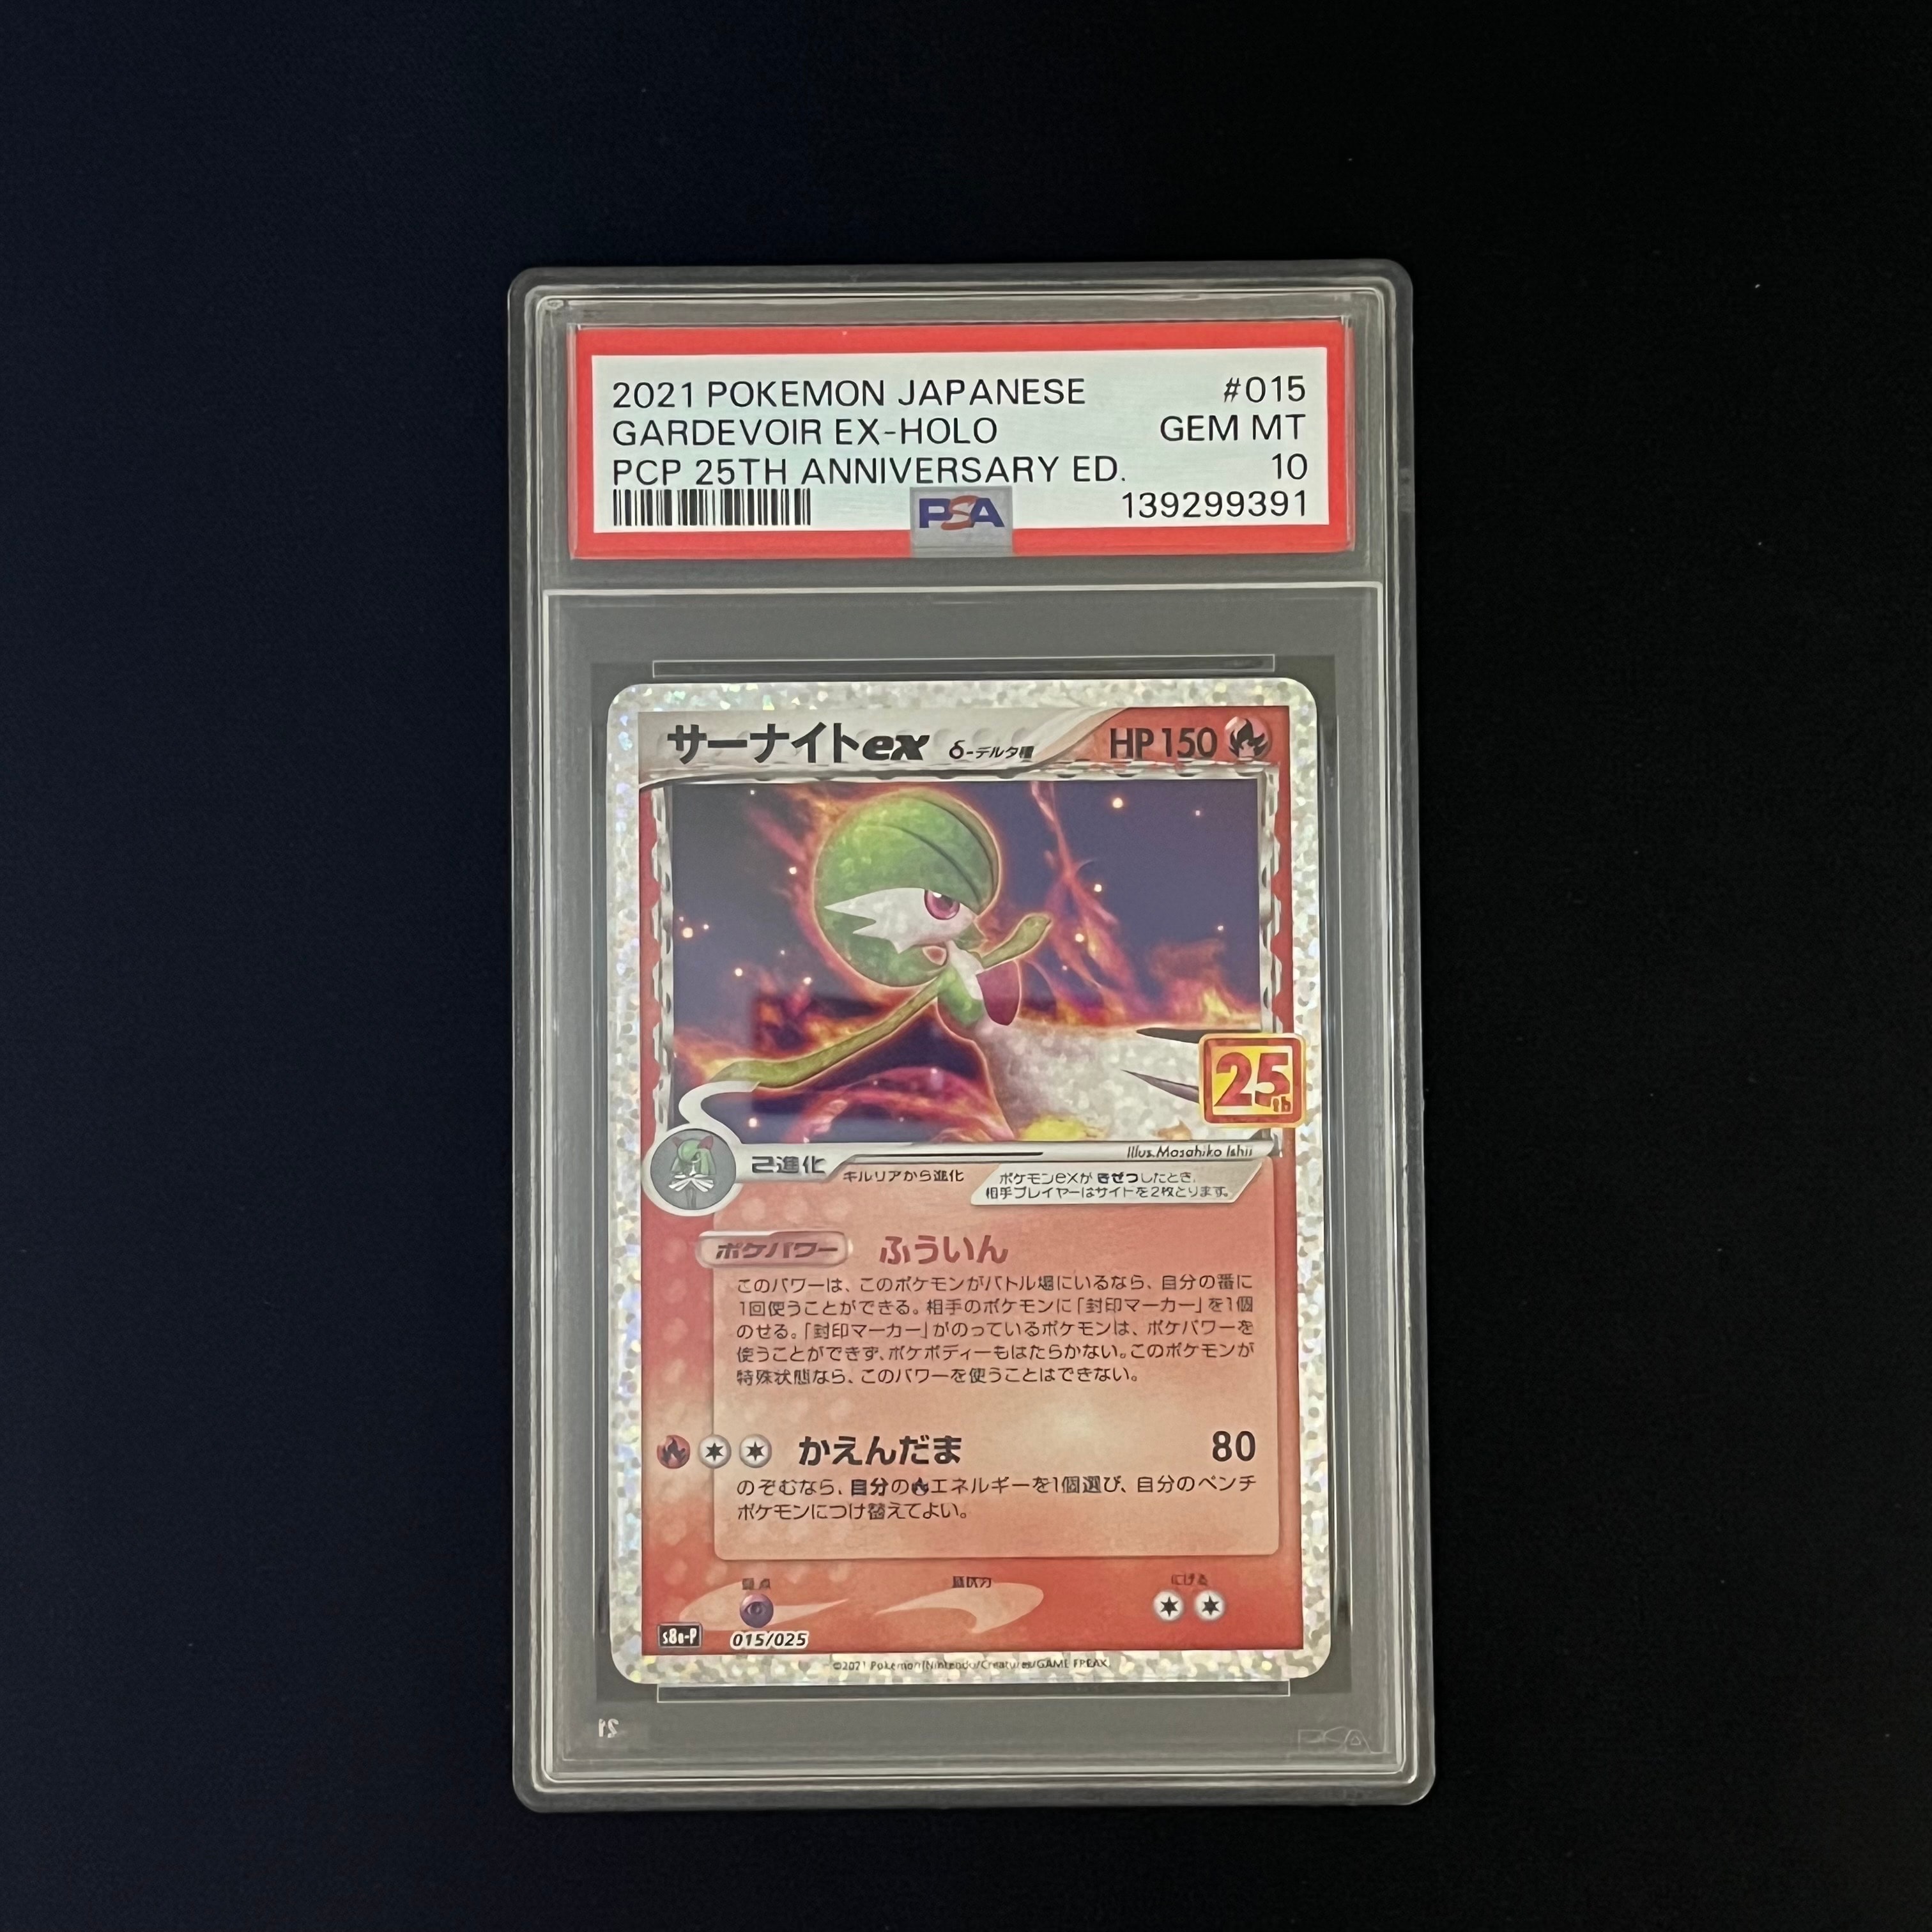 2021 POKEMON JAPANESE #015
GARDEVOIR EX-HOLO GEM MT
PCP 25TH ANNIVERSARY ED. 10
PSA 139299391
サーナイトex δ-デルタ種 HP150
25th
Illus.Masahiko Ishii
2進化 キルリアから進化
ポケモンexが きぜつしたとき、
相手プレイヤーはサイドを2枚とります。
ポケパワー ふういん
このパワーは、このポケモンがバトル場にいるなら、自分の番に
1回使うことができる。相手のポケモンに「封印マーカー」を1個
のせる。「封印マーカー」がのっているポケモンは、ポケパワーを
使うことができず、ポケボディーもはたらかない。このポケモンが
特殊状態なら、このパワーを使うことはできない。
かえんだま 80
のぞむなら、自分のエネルギーを1個選び、自分のベンチ
ポケモンにつけ替えてよい。
弱点 抵抗力 にげる
s8a-P 015/025
©2021 Pokémon/Nintendo/Creatures/GAME FREAK.
21
PSA